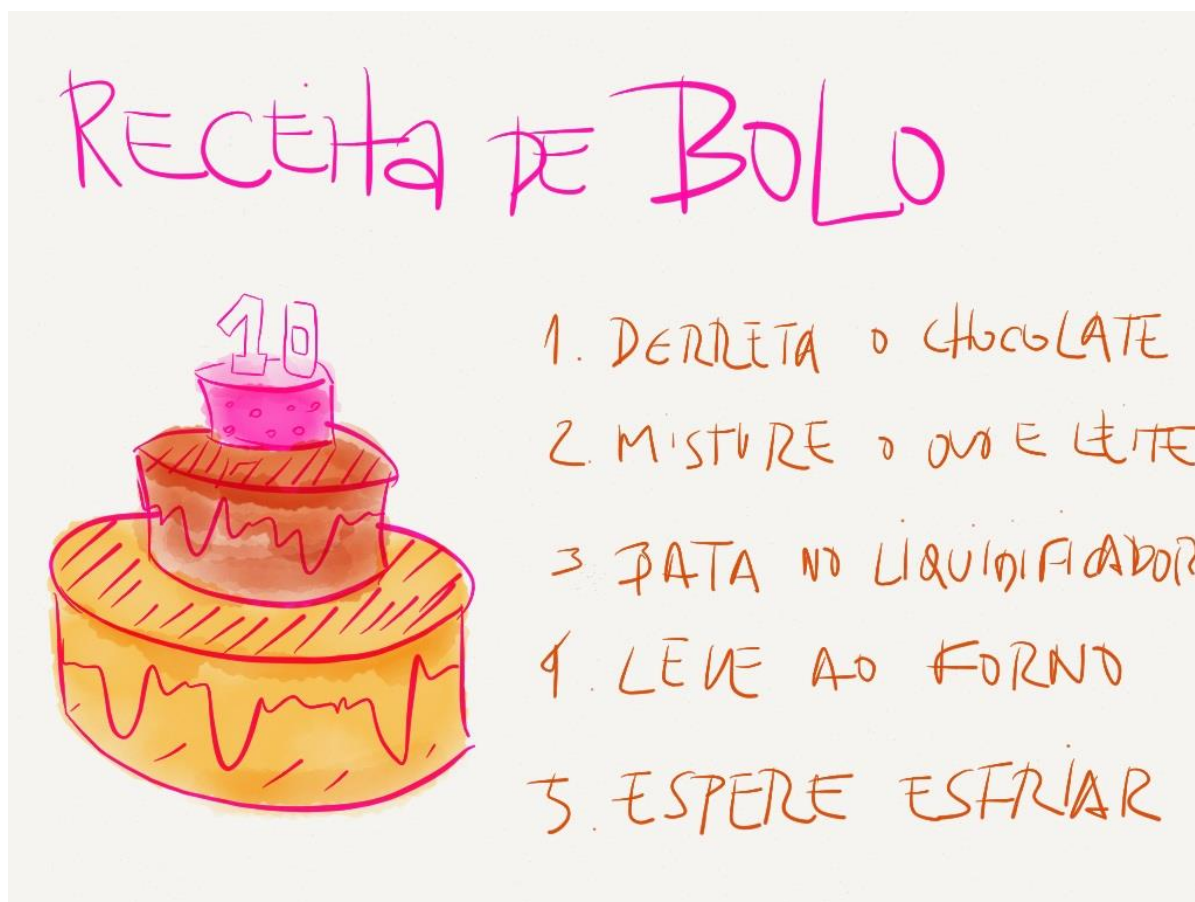 RECEITA DE BOLO
10
1. DERRETA O CHOCOLATE
2. MISTURE O OVO E LEITE
3 BATA NO LIQUIDIFICADOR
4. LEVE AO FORNO
5. ESPERE ESFRIAR